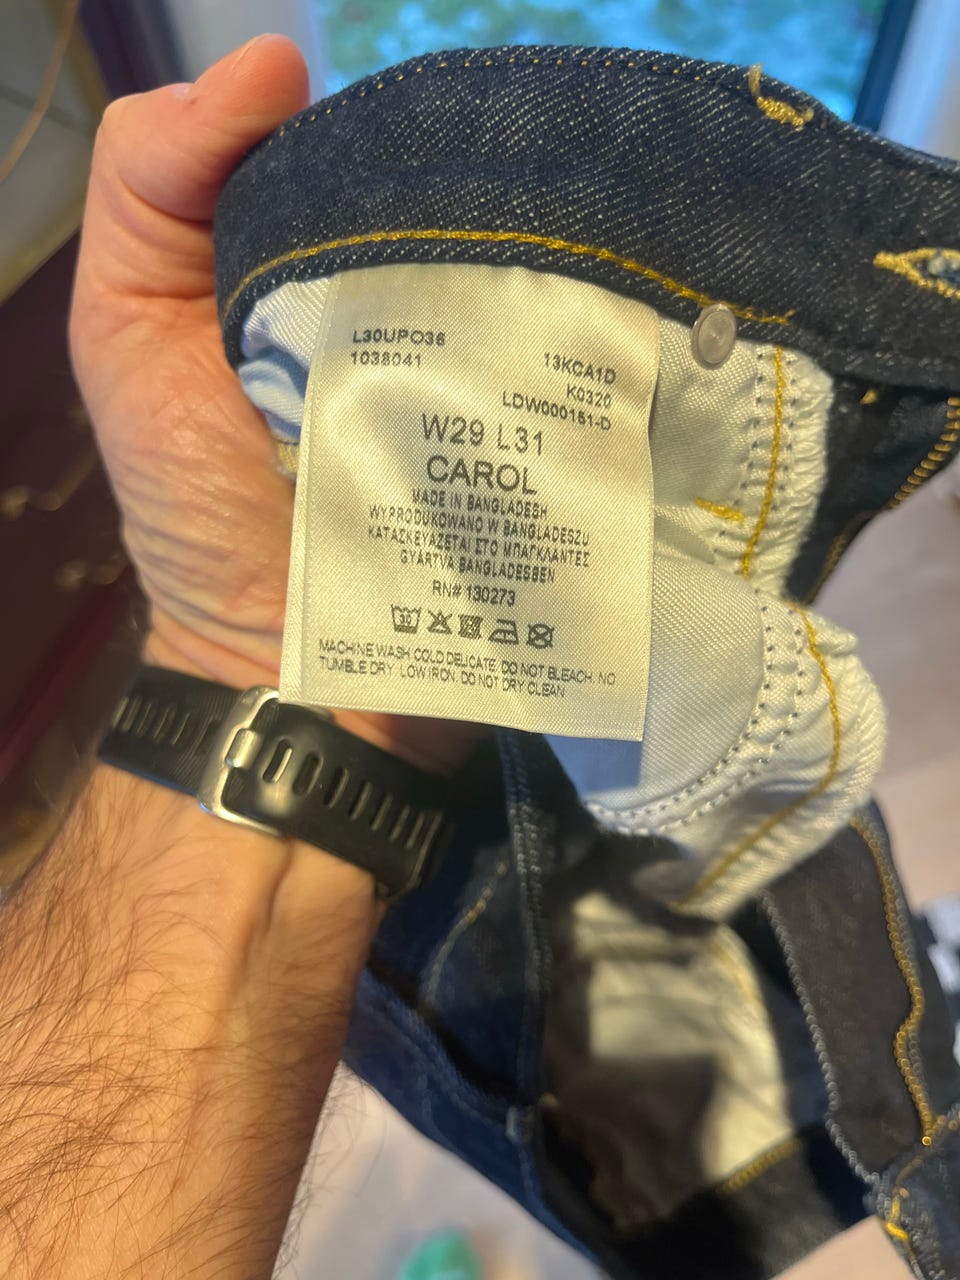 L30UPO36
1038041
13KCA1D
K0320
LDW000151-D
W29 L31
CAROL
MADE IN BANGLADESH
WYPRODUKOWANO W BANGLADESZU
ΚΑΤΑΣΚΕΥΑΖΕΤΑΙ ΣΤΟ ΜΠΑΓΚΛΑΝΤΕΣ
GYÁRTVA BANGLADESBEN
RN# 130273
30
MACHINE WASH COLD DELICATE. DO NOT BLEACH. NO
TUMBLE DRY. LOW IRON. DO NOT DRY CLEAN